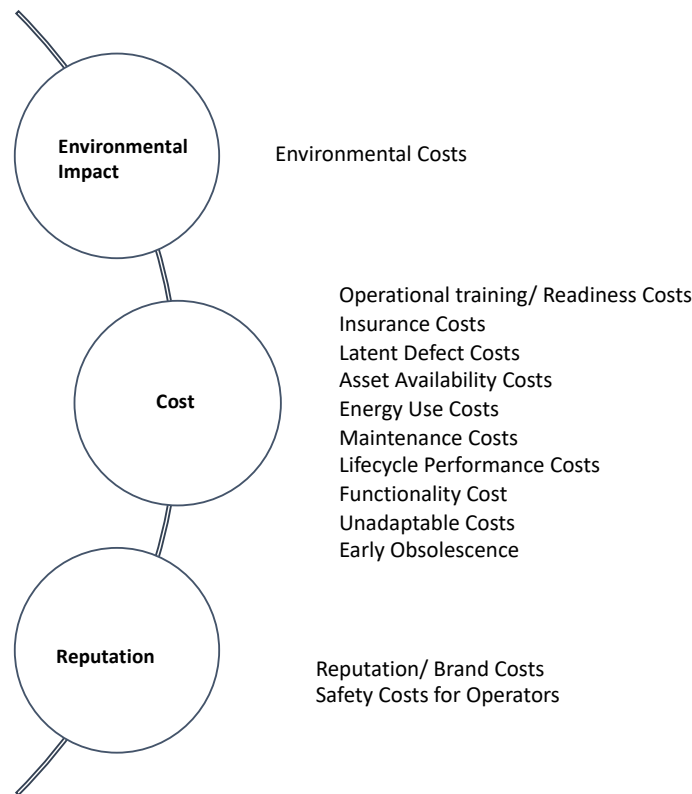 Environmental
Impact
Environmental Costs
Cost
Operational training/ Readiness Costs
Insurance Costs
Latent Defect Costs
Asset Availability Costs
Energy Use Costs
Maintenance Costs
Lifecycle Performance Costs
Functionality Cost
Unadaptable Costs
Early Obsolescence
Reputation
Reputation/ Brand Costs
Safety Costs for Operators